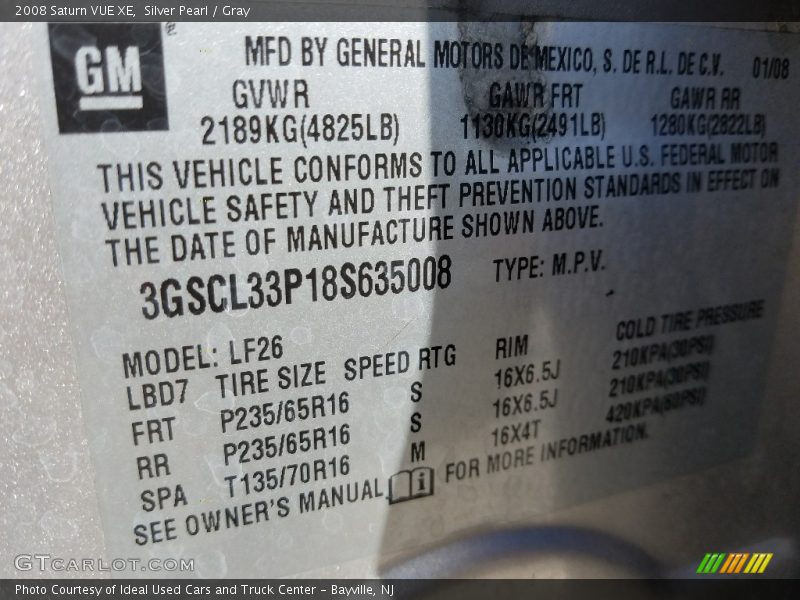 2008 Saturn VUE XE,  Silver Pearl / Gray
GM
MFD BY GENERAL MOTORS DE MEXICO, S. DE R.L. DE C.V. 01/08
GVWR GAWR FRT GAWR RR
2189KG(4825LB) 1130KG(2491LB) 1280KG(2822LB)
THIS VEHICLE CONFORMS TO ALL APPLICABLE U.S. FEDERAL MOTOR
VEHICLE SAFETY AND THEFT PREVENTION STANDARDS IN EFFECT ON
THE DATE OF MANUFACTURE SHOWN ABOVE.
3GSCL33P18S635008 TYPE: M.P.V.
MODEL: LF26
LBD7 TIRE SIZE SPEED RTG RIM COLD TIRE PRESSURE
FRT P235/65R16 S 16X6.5J 210KPA(30PSI)
RR P235/65R16 S 16X6.5J 210KPA(30PSI)
SPA T135/70R16 M 16X4T 420KPA(60PSI)
SEE OWNER'S MANUAL FOR MORE INFORMATION.
GTcarlot.com
Photo Courtesy of Ideal Used Cars and Truck Center - Bayville, NJ